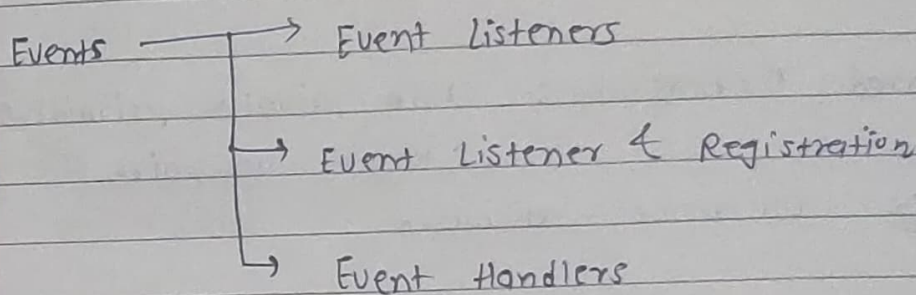 Events → Event Listeners
→ Event Listener & Registration
→ Event Handlers